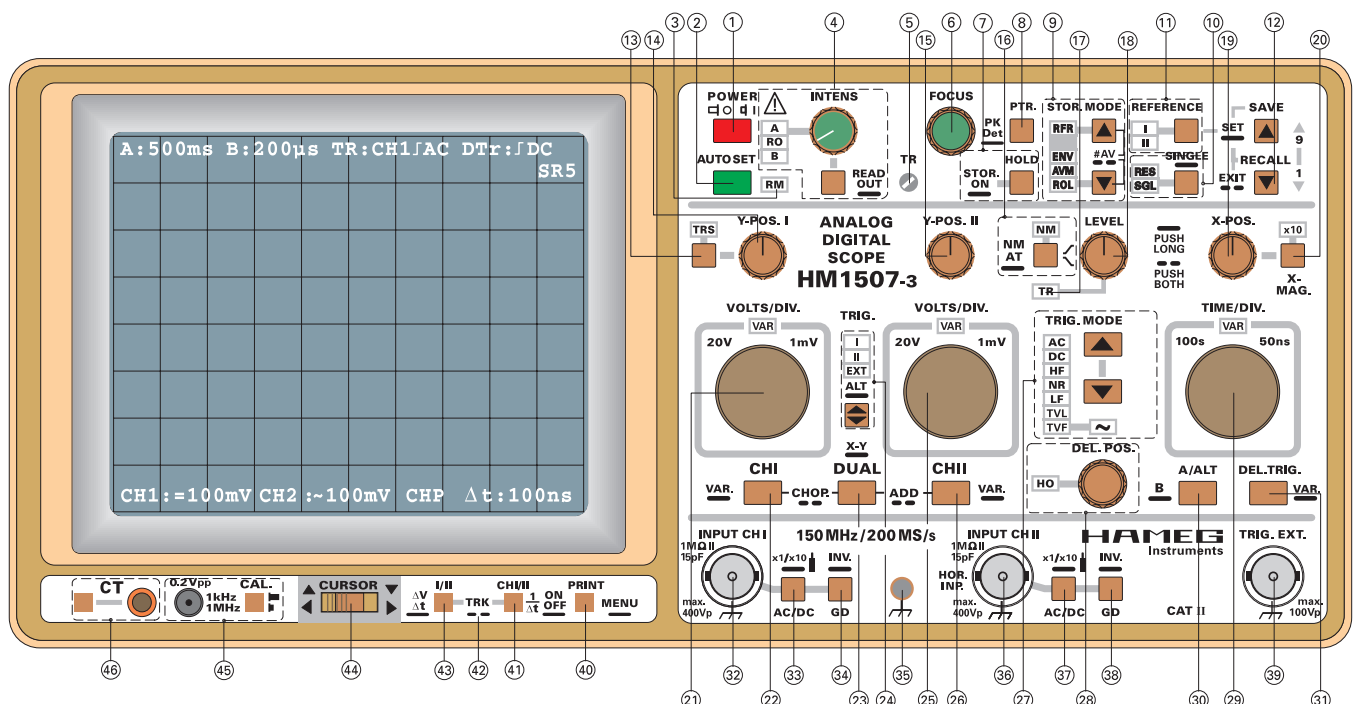 3 2 1 4 5 15 6 7 16 8 9 17 18 11 10 19 12 20
13 14
POWER
INTENS
FOCUS
PTR.
STOR. MODE
REFERENCE
SAVE
A
RO
B
PK
Det
RFR
I
II
SET
9
A:500ms B:200µs TR:CH1∫AC DTr:∫DC
SR5
AUTO SET
RM
READ
OUT
TR
STOR.
ON
HOLD
ENV
AVM
ROL
#AV
SINGLE
RES
SGL
RECALL
EXIT
1
TRS
Y-POS. I
ANALOG
DIGITAL
SCOPE
HM1507-3
Y-POS. II
NM
AT
NM
LEVEL
PUSH
LONG
PUSH
BOTH
X-POS.
x10
X-
MAG.
TR
VOLTS/DIV.
VAR
20V 1mV
TRIG.
I
II
EXT
ALT
VOLTS/DIV.
VAR
20V 1mV
TRIG. MODE
AC
DC
HF
NR
LF
TVL
TVF
~
TIME/DIV.
VAR
100s 50ns
X-Y
DEL. POS.
HO
CHI
DUAL
CHII
A/ALT
DEL.TRIG.
VAR.
CHOP.
ADD
VAR.
B
VAR.
CH1:=100mV CH2:~100mV CHP Δt:100ns
INPUT CH I
150 MHz / 200 MS/s
INPUT CH II
HAMEG
Instruments
TRIG. EXT.
1MΩ II
15pF
x1/x10
INV.
1MΩ II
15pF
x1/x10
INV.
HOR.
INP.
max.
400Vp
AC/DC
GD
max.
400Vp
AC/DC
GD
CAT II
max.
100Vp
CT
0.2Vpp
1kHz
1MHz
CAL.
CURSOR
I/II
ΔV
Δt
TRK
CHI/II
1
Δt
ON
OFF
PRINT
MENU
46 45 44 43 42 41 40
21 32 22 33 34 23 24 35 25 26 36 27 37 28 38 30 29 39 31